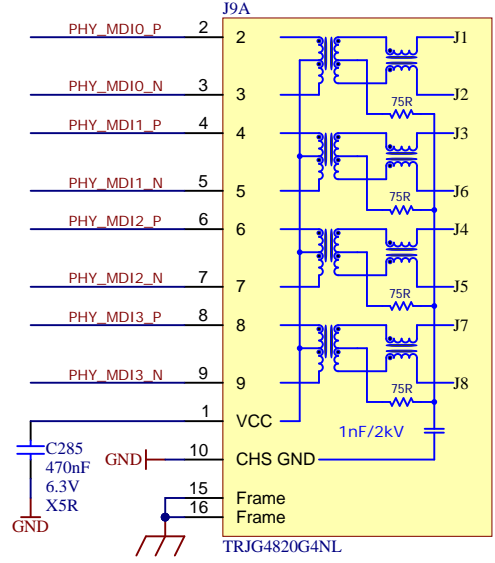 J9A
PHY_MDI0_P 2 2 J1
PHY_MDI0_N 3 3 J2
75R
PHY_MDI1_P 4 4 J3
PHY_MDI1_N 5 5 J6
75R
PHY_MDI2_P 6 6 J4
PHY_MDI2_N 7 7 J5
75R
PHY_MDI3_P 8 8 J7
PHY_MDI3_N 9 9 J8
75R
1 VCC 1nF/2kV
C285
470nF
6.3V
X5R
GND
GND 10 CHS GND
15 Frame
16 Frame
TRJG4820G4NL